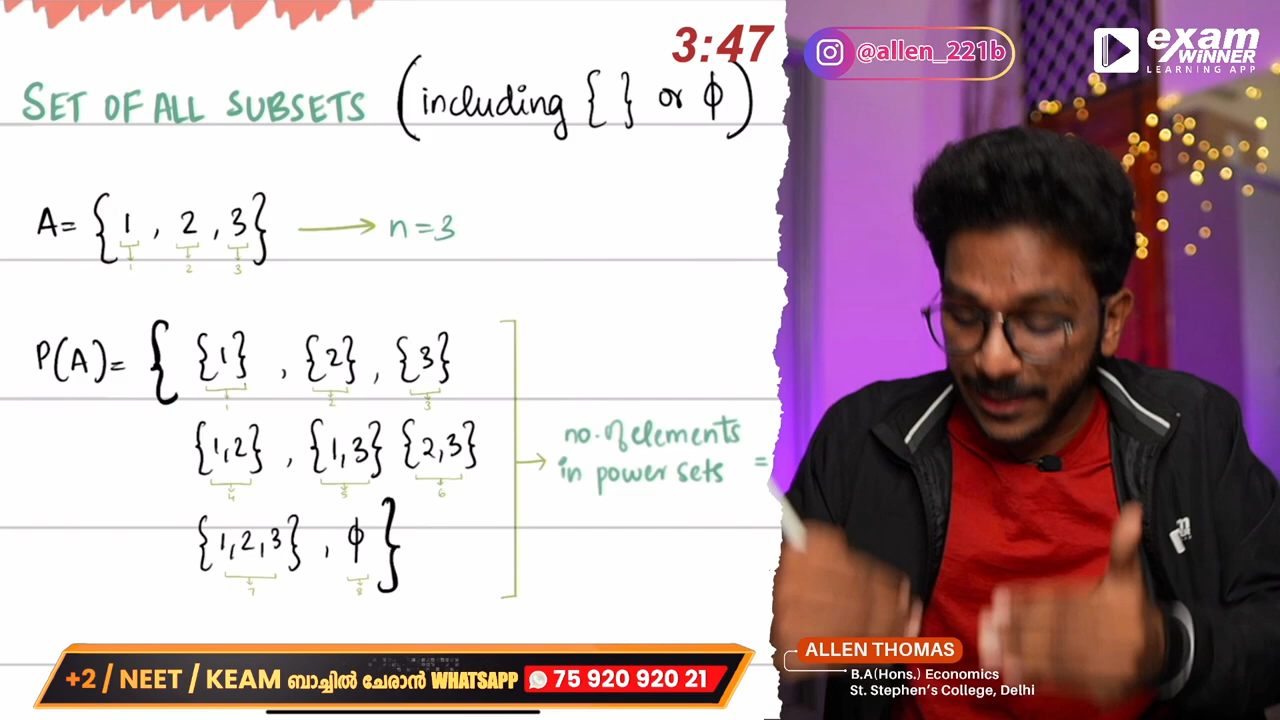 3:47
SET OF ALL SUBSETS (including { } or ϕ)
A= {1, 2, 3} → n=3
1 2 3
P(A)= { {1}, {2}, {3}
1 2 3
{1,2}, {1,3} {2,3}
4 5 6
{1,2,3}, ϕ }
7 8
→ no. of elements
in power sets =
@allen_221b
exam
WINNER
LEARNING APP
ALLEN THOMAS
B.A(Hons.) Economics
St. Stephen's College, Delhi
+2 / NEET / KEAM ബാച്ചിൽ ചേരാൻ WHATSAPP 75 920 920 21